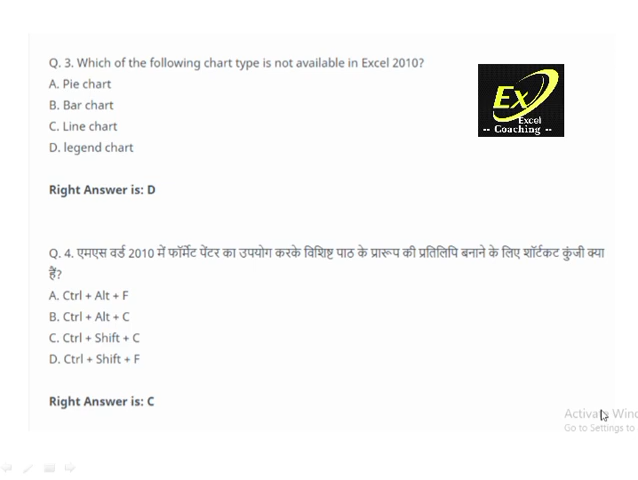 Q. 3. Which of the following chart type is not available in Excel 2010?
A. Pie chart
B. Bar chart
C. Line chart
D. legend chart
Ex
Excel
-- Coaching --
Right Answer is: D
Q. 4. एमएस वर्ड 2010 में फॉर्मेट पेंटर का उपयोग करके विशिष्ट पाठ के प्रारूप की प्रतिलिपि बनाने के लिए शॉर्टकट कुंजी क्या
हैं?
A. Ctrl + Alt + F
B. Ctrl + Alt + C
C. Ctrl + Shift + C
D. Ctrl + Shift + F
Right Answer is: C
Activate Wind
Go to Settings to